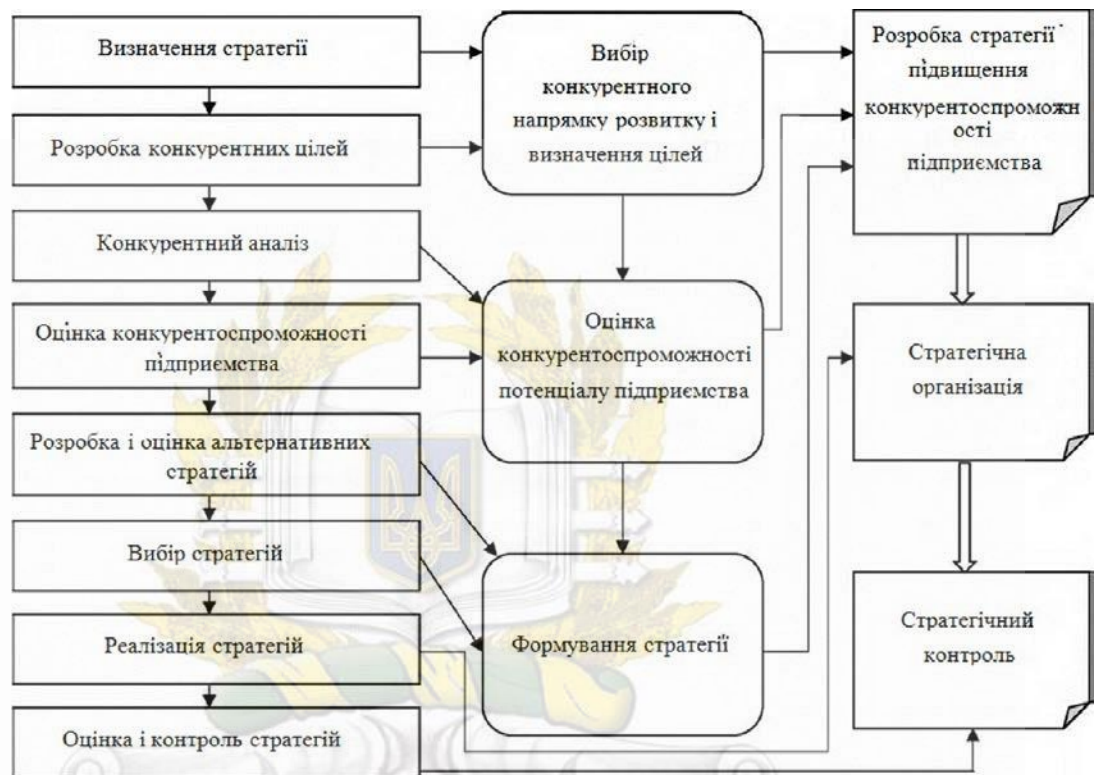 Визначення стратегії
Розробка конкурентних цілей
Конкурентний аналіз
Оцінка конкурентоспроможності
підприємства
Розробка і оцінка альтернативних
стратегій
Вибір стратегій
Реалізація стратегій
Оцінка і контроль стратегій
Вибір
конкурентного
напрямку розвитку і
визначення цілей
Оцінка
конкурентоспроможності
потенціалу підприємства
Формування стратегії
Розробка стратегії
підвищення
конкурентоспроможн
ості
підприємства
Стратегічна
організація
Стратегічний
контроль